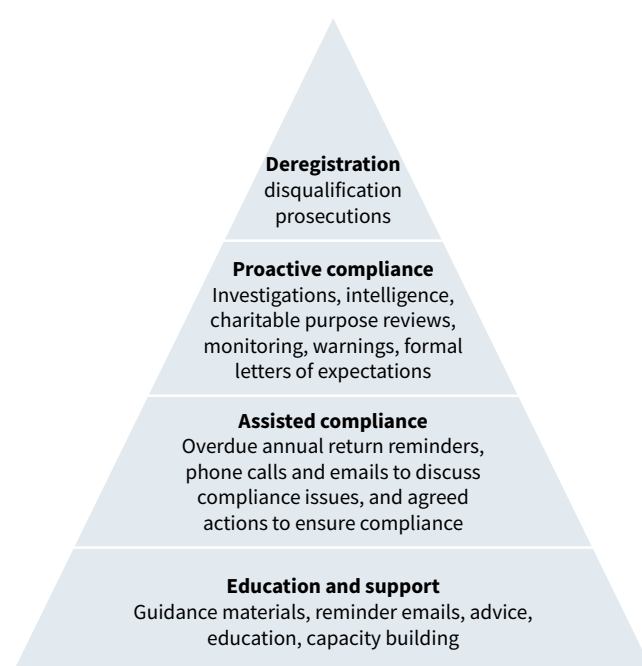 Deregistration
disqualification
prosecutions
Proactive compliance
Investigations, intelligence,
charitable purpose reviews,
monitoring, warnings, formal
letters of expectations
Assisted compliance
Overdue annual return reminders,
phone calls and emails to discuss
compliance issues, and agreed
actions to ensure compliance
Education and support
Guidance materials, reminder emails, advice,
education, capacity building